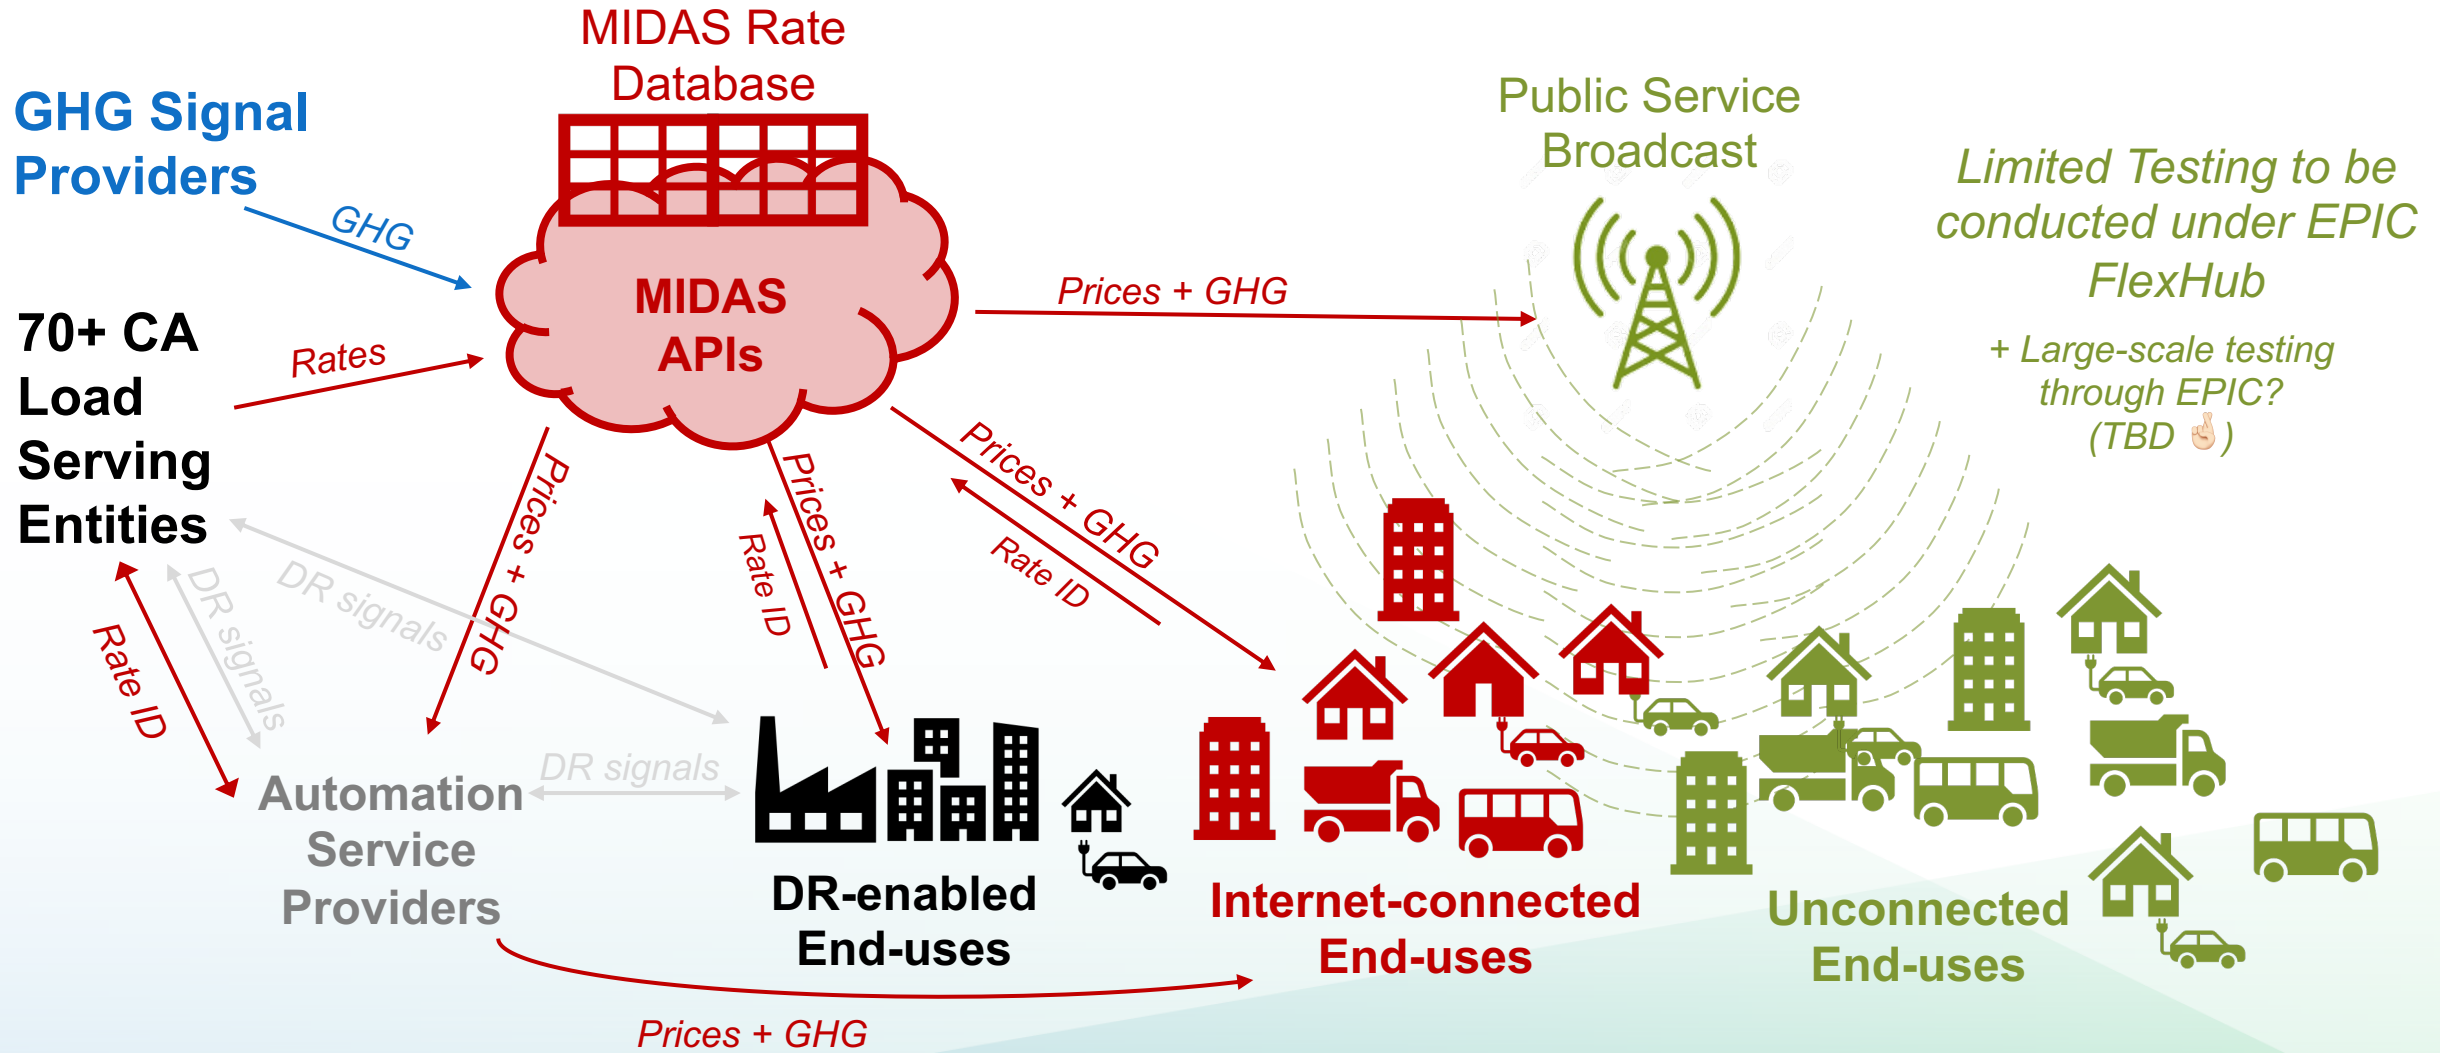 MIDAS Rate
Database
GHG Signal
Providers
GHG
70+ CA
Load
Serving
Entities
Rates
MIDAS
APIs
Prices + GHG
Public Service
Broadcast
Limited Testing to be
conducted under EPIC
FlexHub
+ Large-scale testing
through EPIC?
(TBD 🤞🏻)
Prices + GHG
Rate ID
Prices + GHG
Prices + GHG
Rate ID
DR signals
DR signals
Rate ID
DR signals
Automation
Service
Providers
DR-enabled
End-uses
Internet-connected
End-uses
Unconnected
End-uses
Prices + GHG